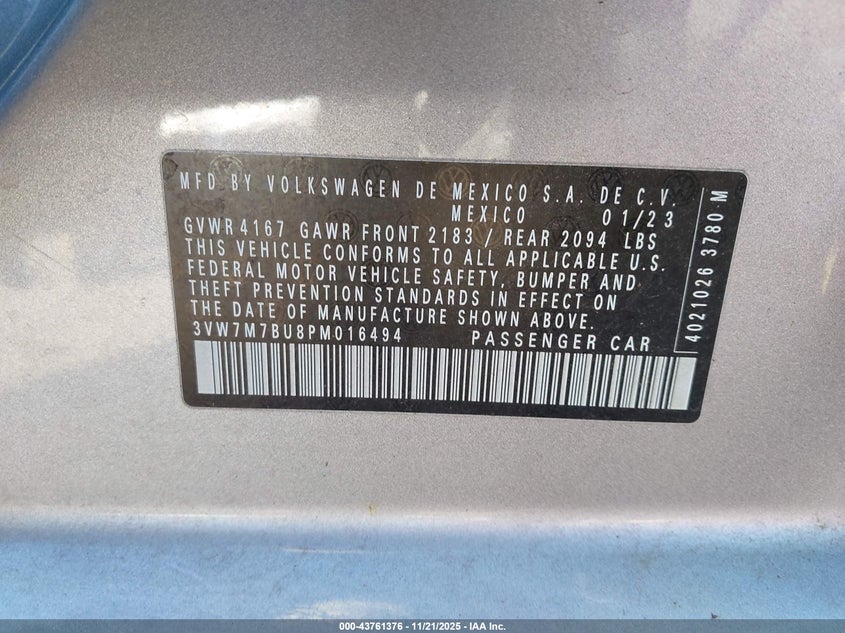 MFD BY VOLKSWAGEN DE MEXICO S.A. DE C.V.
MEXICO 01/23
GVWR 4167 GAWR FRONT 2183 / REAR 2094 LBS
THIS VEHICLE CONFORMS TO ALL APPLICABLE U.S.
FEDERAL MOTOR VEHICLE SAFETY, BUMPER AND
THEFT PREVENTION STANDARDS IN EFFECT ON
THE DATE OF MANUFACTURE SHOWN ABOVE.
3VW7M7BU8PM016494 PASSENGER CAR
4021026 3780 M
000-43761376 - 11/21/2025 - IAA Inc.